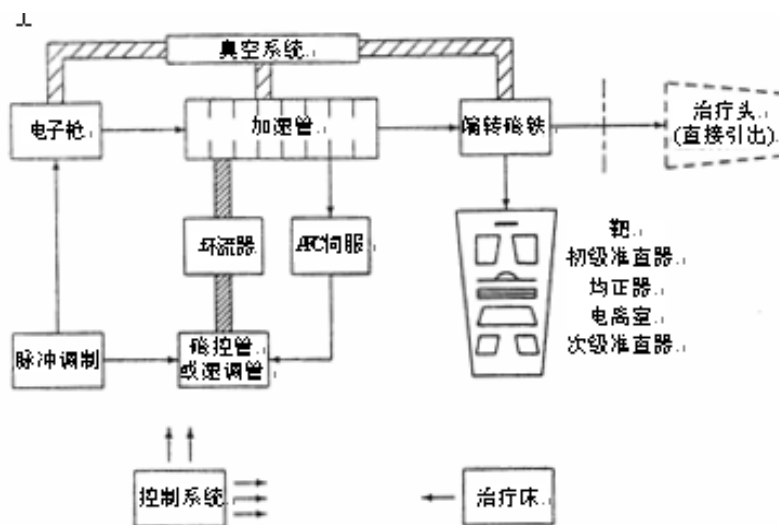 真空系统
电子枪
加速管
偏转磁铁
治疗头
(直接引出)
环流器
AFC伺服
靶
初级准直器
均正器
电离室
次级准直器
脉冲调制
磁控管
或速调管
控制系统
治疗床